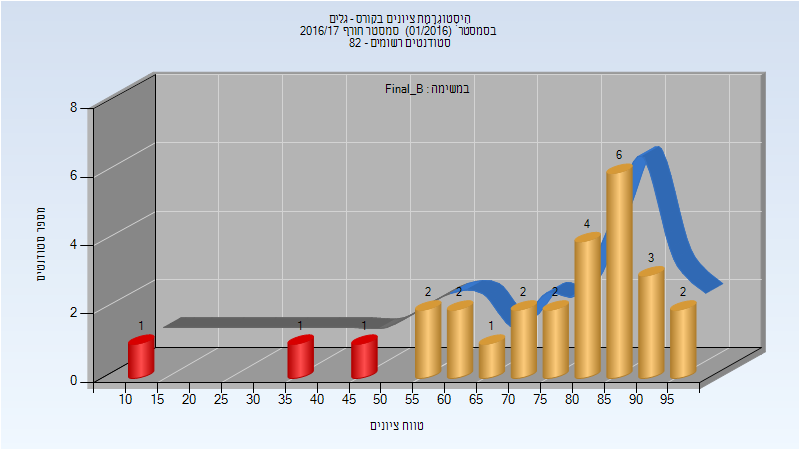 היסטוגרמת ציונים בקורס - גלים
בסמסטר (01/2016) סמסטר חורף 2016/17
סטודנטים רשומים - 82
במשימה : Final_B
8
6
4
2
0
מספר סטודנטים
1
1
1
2
2
1
2
2
4
6
3
2
10 15 20 25 30 35 40 45 50 55 60 65 70 75 80 85 90 95
טווח ציונים